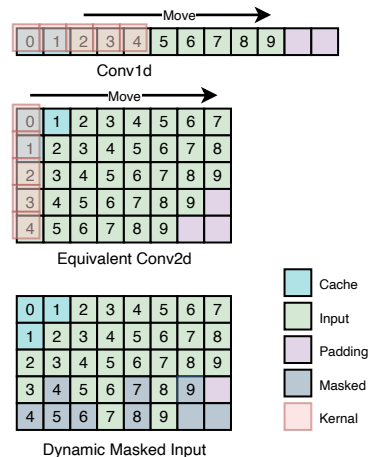 Move
0 1 2 3 4 5 6 7 8 9
Conv1d
Move
0 1 2 3 4 5 6 7
1 2 3 4 5 6 7 8
2 3 4 5 6 7 8 9
3 4 5 6 7 8 9
4 5 6 7 8 9
Equivalent Conv2d
0 1 2 3 4 5 6 7
1 2 3 4 5 6 7 8
2 3 4 5 6 7 8 9
3 4 5 6 7 8 9
4 5 6 7 8 9
Dynamic Masked Input
Cache
Input
Padding
Masked
Kernal